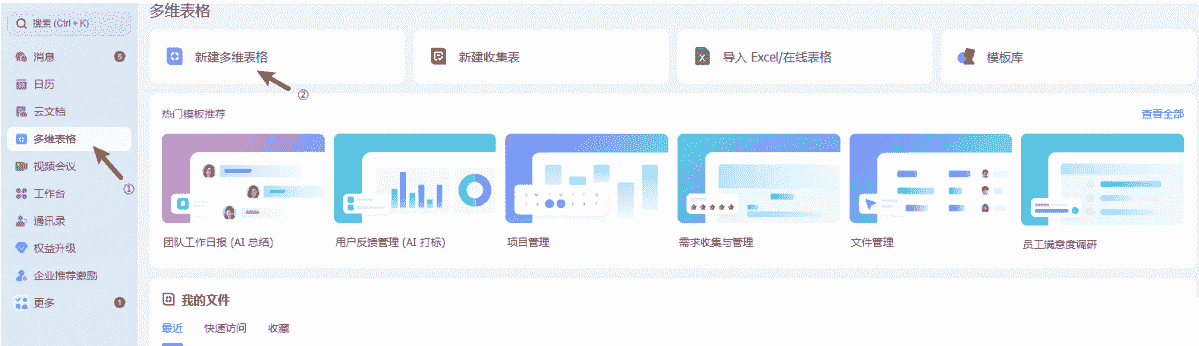 搜索 (Ctrl + K)
消息
5
日历
云文档
多维表格
视频会议
①
工作台
通讯录
权益升级
企业推荐激励
更多
1
多维表格
新建多维表格
②
新建收集表
导入 Excel/在线表格
模板库
热门模板推荐
查看全部
团队工作日报 (AI 总结)
用户反馈管理 (AI 打标)
项目管理
需求收集与管理
文件管理
员工满意度调研
我的文件
最近
快速访问
收藏